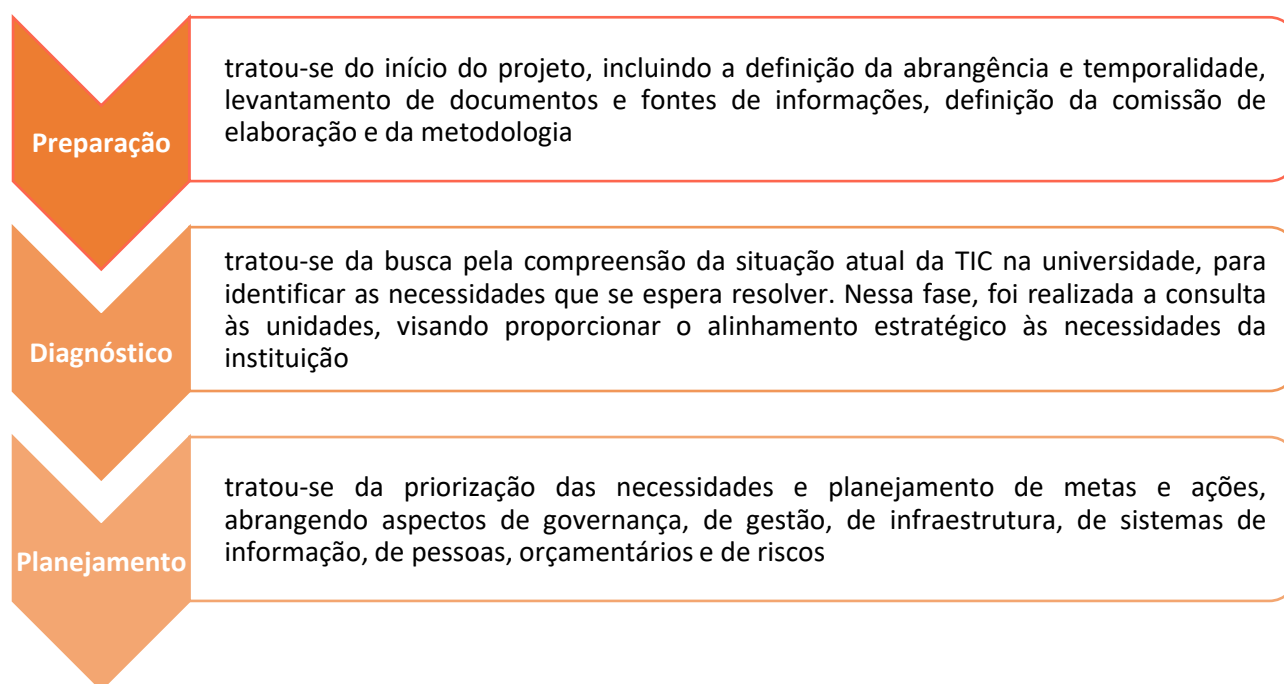 Preparação
tratou-se do início do projeto, incluindo a definição da abrangência e temporalidade,
levantamento de documentos e fontes de informações, definição da comissão de
elaboração e da metodologia
Diagnóstico
tratou-se da busca pela compreensão da situação atual da TIC na universidade, para
identificar as necessidades que se espera resolver. Nessa fase, foi realizada a consulta
às unidades, visando proporcionar o alinhamento estratégico às necessidades da
instituição
Planejamento
tratou-se da priorização das necessidades e planejamento de metas e ações,
abrangendo aspectos de governança, de gestão, de infraestrutura, de sistemas de
informação, de pessoas, orçamentários e de riscos